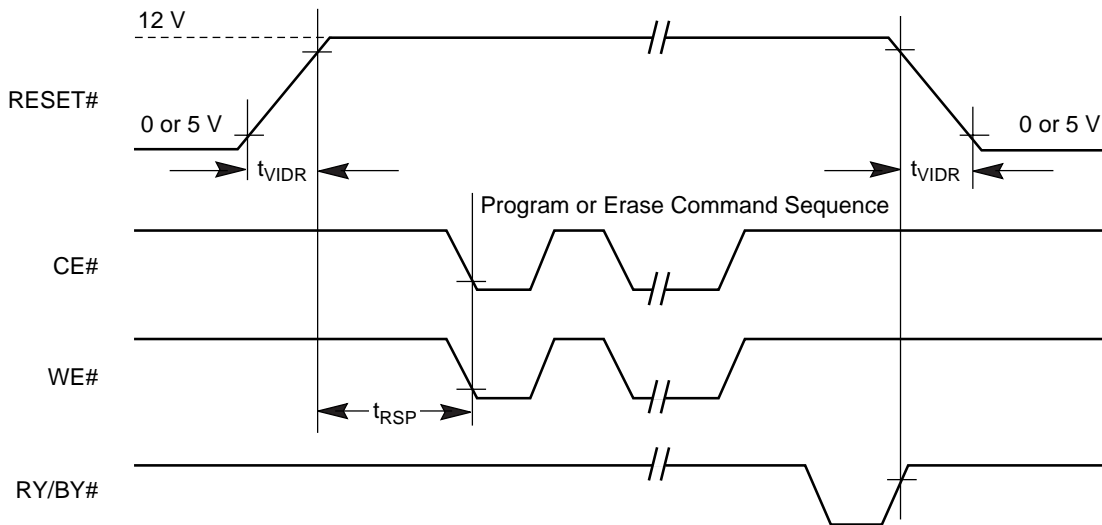 12 V
RESET#
0 or 5 V
0 or 5 V
tVIDR
tVIDR
Program or Erase Command Sequence
CE#
WE#
tRSP
RY/BY#